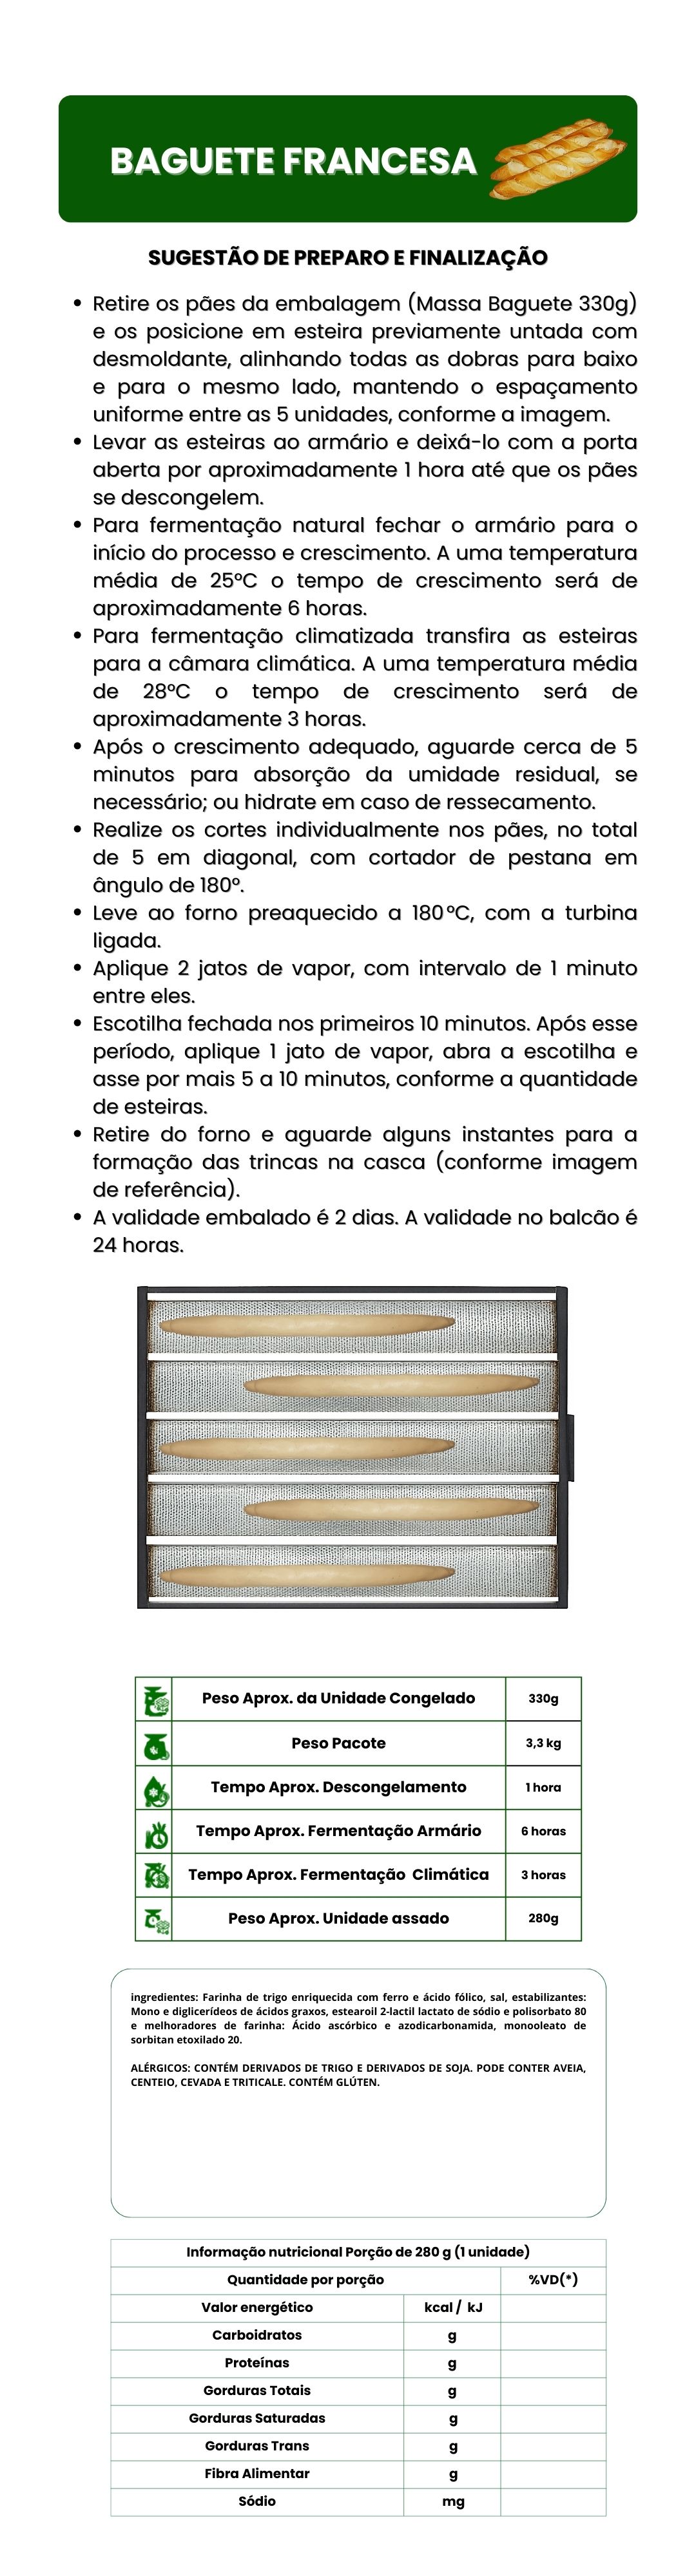 BAGUETE FRANCESA
SUGESTÃO DE PREPARO E FINALIZAÇÃO
• Retire os pães da embalagem (Massa Baguete 330g)
e os posicione em esteira previamente untada com
desmoldante, alinhando todas as dobras para baixo
e para o mesmo lado, mantendo o espaçamento
uniforme entre as 5 unidades, conforme a imagem.
• Levar as esteiras ao armário e deixá-lo com a porta
aberta por aproximadamente 1 hora até que os pães
se descongelem.
• Para fermentação natural fechar o armário para o
início do processo e crescimento. A uma temperatura
média de 25°C o tempo de crescimento será de
aproximadamente 6 horas.
• Para fermentação climatizada transfira as esteiras
para a câmara climática. A uma temperatura média
de 28°C o tempo de crescimento será de
aproximadamente 3 horas.
• Após o crescimento adequado, aguarde cerca de 5
minutos para absorção da umidade residual, se
necessário; ou hidrate em caso de ressecamento.
• Realize os cortes individualmente nos pães, no total
de 5 em diagonal, com cortador de pestana em
ângulo de 180°.
• Leve ao forno preaquecido a 180°C, com a turbina
ligada.
• Aplique 2 jatos de vapor, com intervalo de 1 minuto
entre eles.
• Escotilha fechada nos primeiros 10 minutos. Após esse
período, aplique 1 jato de vapor, abra a escotilha e
asse por mais 5 a 10 minutos, conforme a quantidade
de esteiras.
• Retire do forno e aguarde alguns instantes para a
formação das trincas na casca (conforme imagem
de referência).
• A validade embalado é 2 dias. A validade no balcão é
24 horas.
Peso Aprox. da Unidade Congelado 330g
Peso Pacote 3,3 kg
Tempo Aprox. Descongelamento 1 hora
Tempo Aprox. Fermentação Armário 6 horas
Tempo Aprox. Fermentação Climática 3 horas
Peso Aprox. Unidade assado 280g
ingredientes: Farinha de trigo enriquecida com ferro e ácido fólico, sal, estabilizantes:
Mono e diglicerídeos de ácidos graxos, estearoil 2-lactil lactato de sódio e polisorbato 80
e melhoradores de farinha: Ácido ascórbico e azodicarbonamida, monooleato de
sorbitan etoxilado 20.
ALÉRGICOS: CONTÉM DERIVADOS DE TRIGO E DERIVADOS DE SOJA. PODE CONTER AVEIA,
CENTEIO, CEVADA E TRITICALE. CONTÉM GLÚTEN.
Informação nutricional Porção de 280 g (1 unidade)
Quantidade por porção %VD(*)
Valor energético kcal / kJ
Carboidratos g
Proteínas g
Gorduras Totais g
Gorduras Saturadas g
Gorduras Trans g
Fibra Alimentar g
Sódio mg